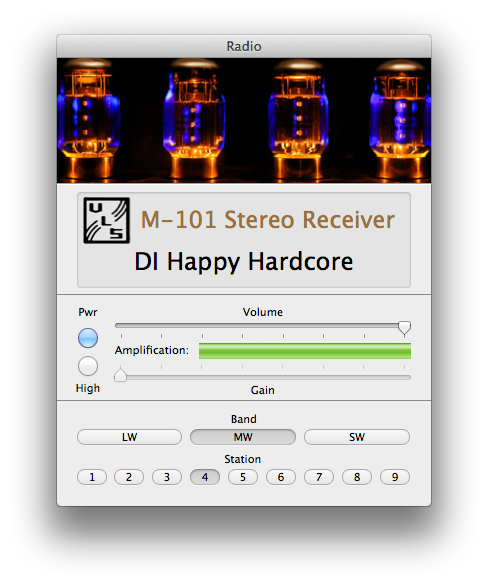 Radio
ULS
M-101 Stereo Receiver
DI Happy Hardcore
Pwr
Volume
Amplification:
High
Gain
Band
LW MW SW
Station
1 2 3 4 5 6 7 8 9